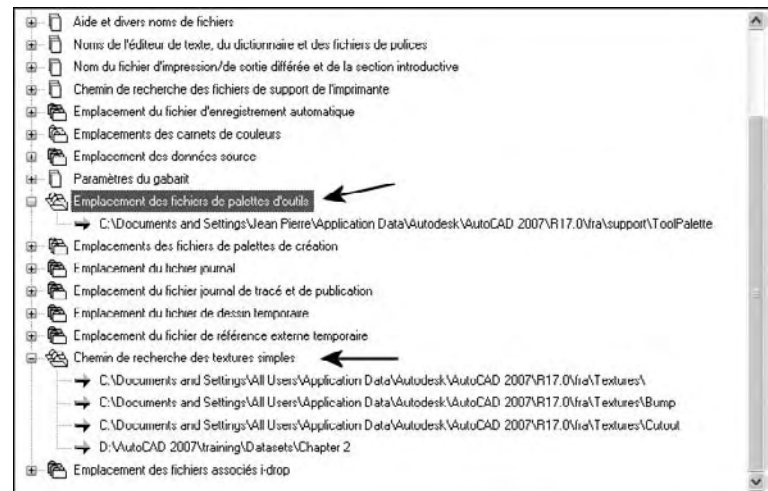 Aide et divers noms de fichiers
Noms de l'éditeur de texte, du dictionnaire et des fichiers de polices
Nom du fichier d'impression/de sortie différée et de la section introductive
Chemin de recherche des fichiers de support de l'imprimante
Emplacement du fichier d'enregistrement automatique
Emplacements des carnets de couleurs
Emplacement des données source
Paramètres du gabarit
Emplacement des fichiers de palettes d'outils
C:\Documents and Settings\Jean Pierre\Application Data\Autodesk\AutoCAD 2007\R17.0\fra\support\ToolPalette
Emplacements des fichiers de palettes de création
Emplacement du fichier journal
Emplacement du fichier journal de tracé et de publication
Emplacement du fichier de dessin temporaire
Emplacement du fichier de référence externe temporaire
Chemin de recherche des textures simples
C:\Documents and Settings\All Users\Application Data\Autodesk\AutoCAD 2007\R17.0\fra\Textures\
C:\Documents and Settings\All Users\Application Data\Autodesk\AutoCAD 2007\R17.0\fra\Textures\Bump
C:\Documents and Settings\All Users\Application Data\Autodesk\AutoCAD 2007\R17.0\fra\Textures\Cutout
D:\AutoCAD 2007\training\Datasets\Chapter 2
Emplacement des fichiers associés i-drop